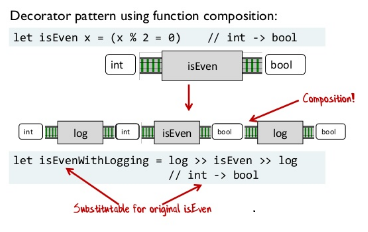 Decorator pattern using function composition:
let isEven x = (x % 2 = 0) // int -> bool
int isEven bool
Composition!
int log int isEven bool log bool
let isEvenWithLogging = log >> isEven >> log
// int -> bool
Substitutable for original isEven .